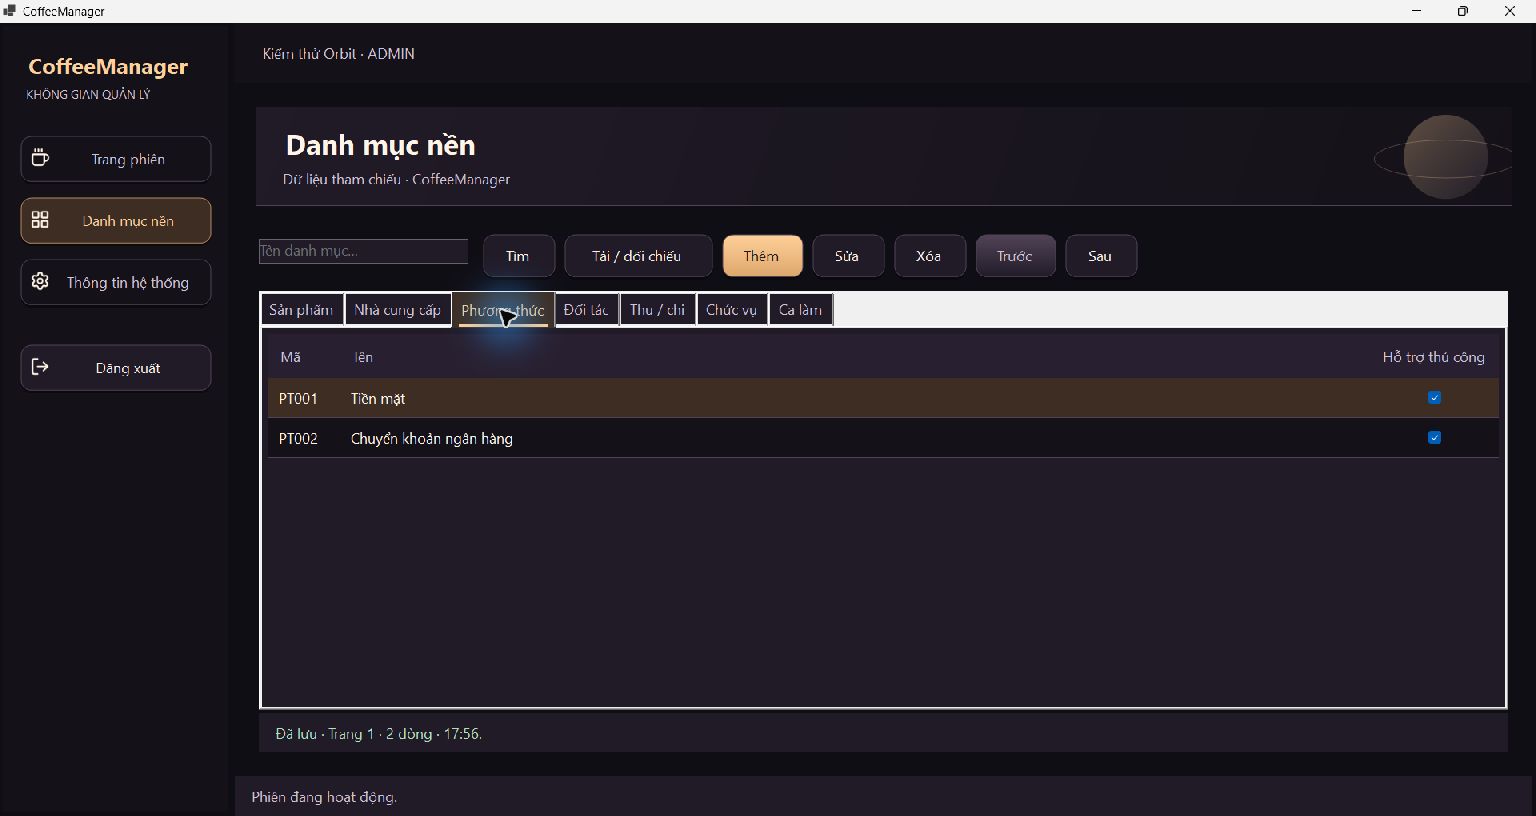 CoffeeManager
CoffeeManager
KHÔNG GIAN QUẢN LÝ
Kiểm thử Orbit · ADMIN
Trang phiên
Danh mục nền
Thông tin hệ thống
Đăng xuất
Danh mục nền
Dữ liệu tham chiếu · CoffeeManager
Tên danh mục...
Tìm
Tải / đối chiếu
Thêm
Sửa
Xóa
Trước
Sau
Sản phẩm
Nhà cung cấp
Phương thức
Đối tác
Thu / chi
Chức vụ
Ca làm
Mã Tên Hỗ trợ thủ công
PT001 Tiền mặt
PT002 Chuyển khoản ngân hàng
Đã lưu · Trang 1 · 2 dòng · 17:56.
Phiên đang hoạt động.